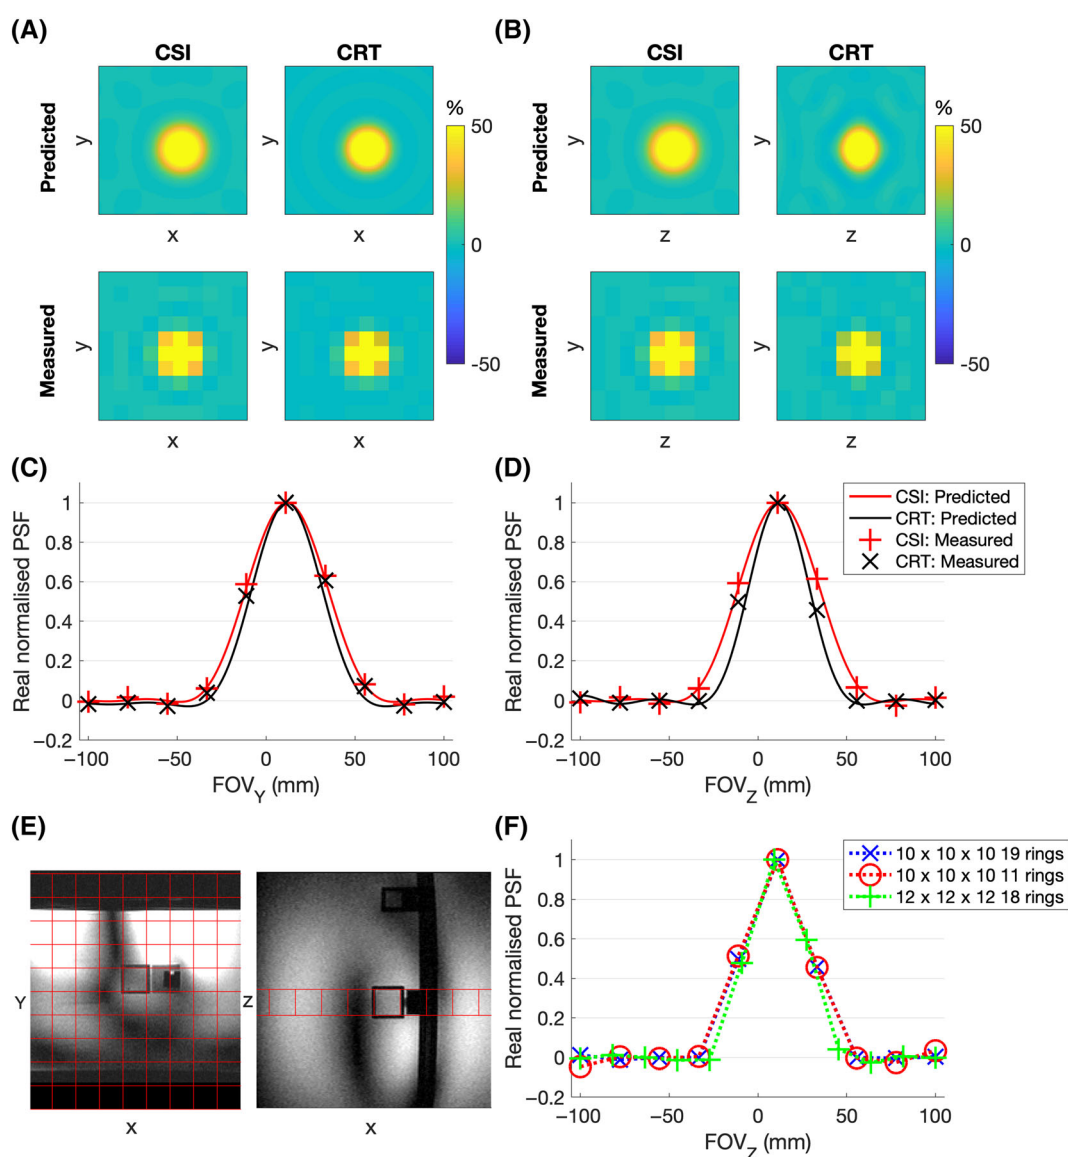 (A)
CSI CRT
Predicted
y y
x x
%
50
0
-50
Measured
y y
x x
(B)
CSI CRT
Predicted
y y
z z
%
50
0
-50
Measured
y y
z z
(C)
Real normalised PSF
1
0.8
0.6
0.4
0.2
0
−0.2
−100 −50 0 50 100
FOV_Y (mm)
(D)
Real normalised PSF
1
0.8
0.6
0.4
0.2
0
−0.2
−100 −50 0 50 100
FOV_Z (mm)
CSI: Predicted
CRT: Predicted
CSI: Measured
CRT: Measured
(E)
Y
X
Z
X
(F)
Real normalised PSF
1
0.8
0.6
0.4
0.2
0
−0.2
−100 −50 0 50 100
FOV_Z (mm)
10 x 10 x 10 19 rings
10 x 10 x 10 11 rings
12 x 12 x 12 18 rings